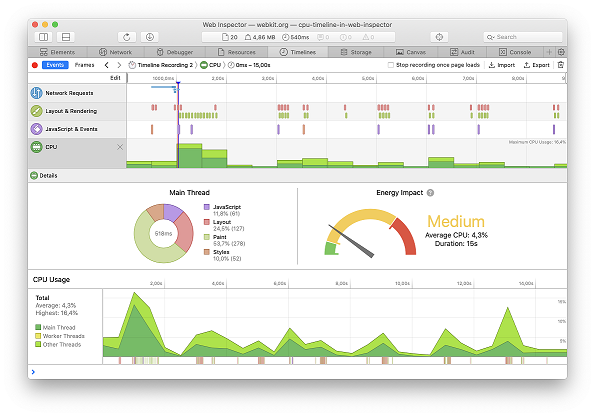 Web Inspector — webkit.org — cpu-timeline-in-web-inspector
20 4,86 MB 540ms 0 0 0
Search
Elements Network Debugger Resources Timelines Storage Canvas Audit Console
Events Frames Timeline Recording 2 CPU 0ms – 15,00s Stop recording once page loads Import Export
Edit 1000,0ms 2,00s 3,00s 4,00s 5,00s 6,00s 7,00s 8,00s 9
Network Requests
Layout & Rendering
JavaScript & Events
CPU Maximum CPU Usage: 16,4%
Details
Main Thread
518ms
JavaScript
11,8% (61)
Layout
24,5% (127)
Paint
53,7% (278)
Styles
10,0% (52)
Energy Impact ?
Medium
Average CPU: 4,3%
Duration: 15s
CPU Usage
2,00s 4,00s 6,00s 8,00s 10,00s 12,00s 14,00s
Total
Average: 4,3%
Highest: 16,4%
Main Thread
Worker Threads
Other Threads
15%
10%
5%